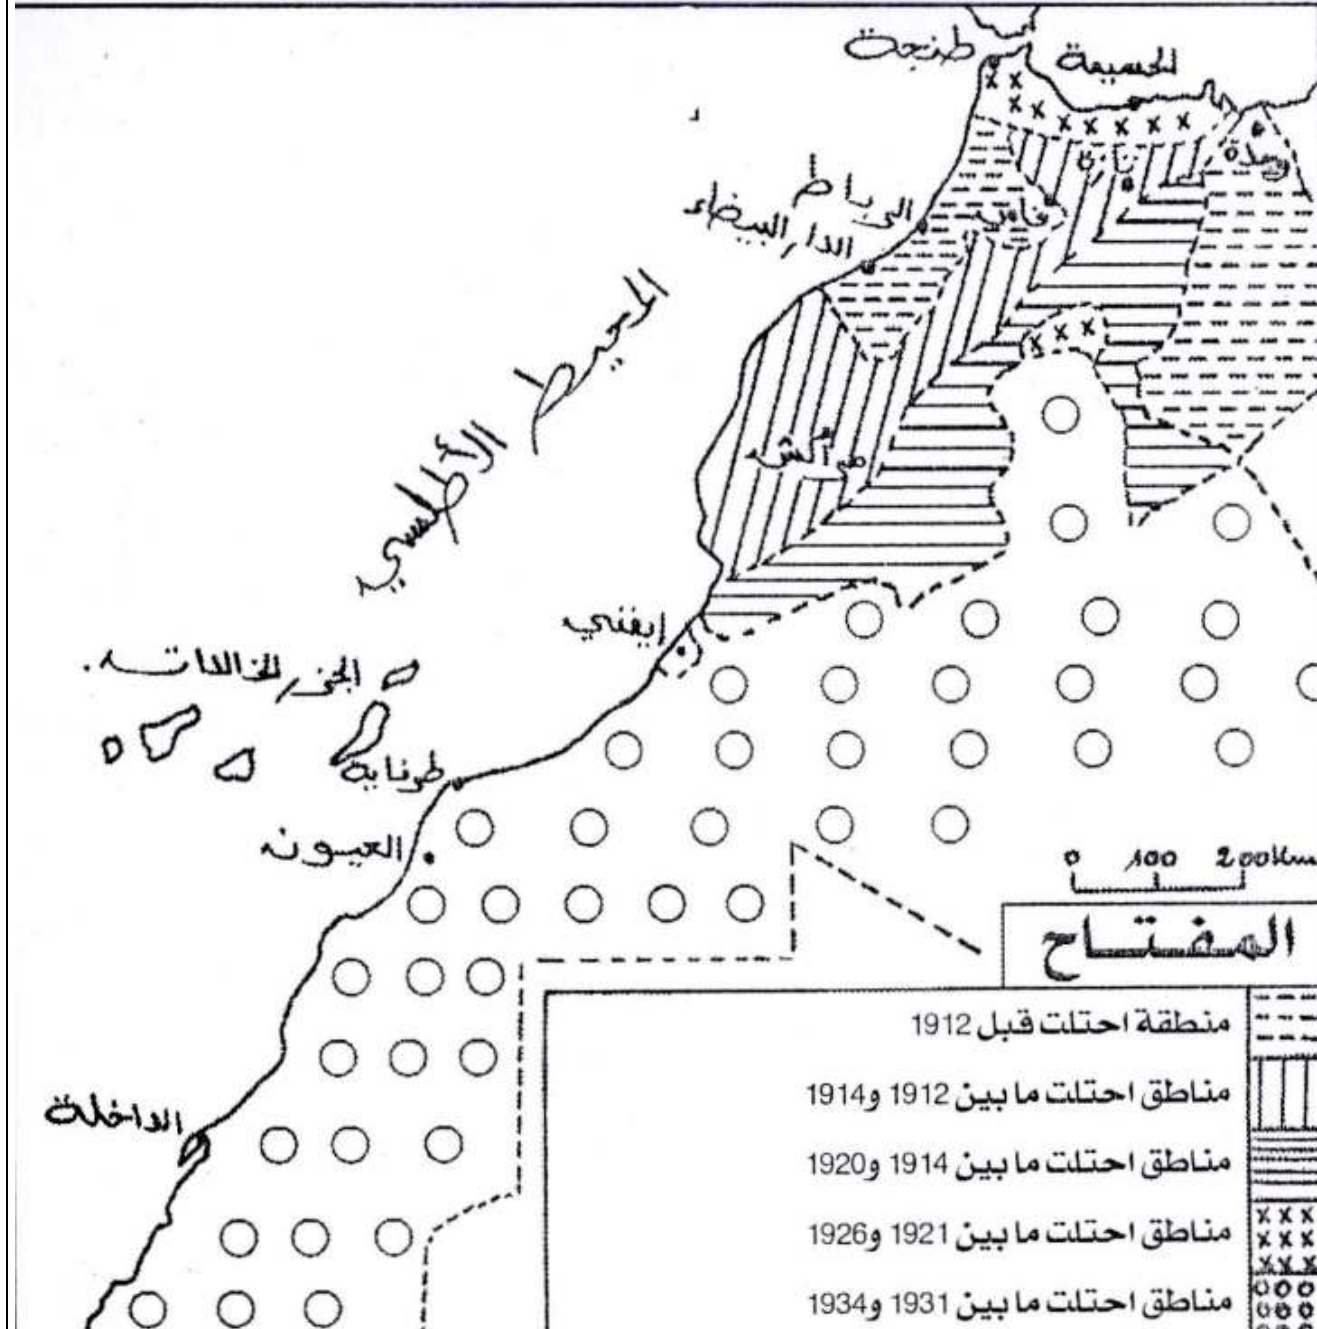 طنجة
الحسيمة
وجدة
تازة
فاس
الرباط
الدار البيضاء
المحيط الأطلسي
مراكش
إيفني
الجزر الخالدات
طرفاية
العيون
0 100 200Km
المفتاح
منطقة احتلت قبل 1912
مناطق احتلت ما بين 1912 و1914
مناطق احتلت ما بين 1914 و1920
الداخلة
مناطق احتلت ما بين 1921 و1926
مناطق احتلت ما بين 1931 و1934